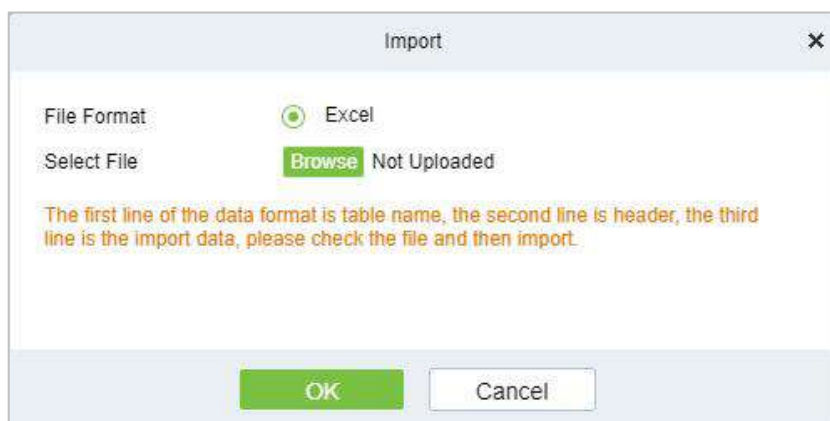 Import
File Format Excel
Select File Browse Not Uploaded
The first line of the data format is table name, the second line is header, the third
line is the import data, please check the file and then import.
OK Cancel